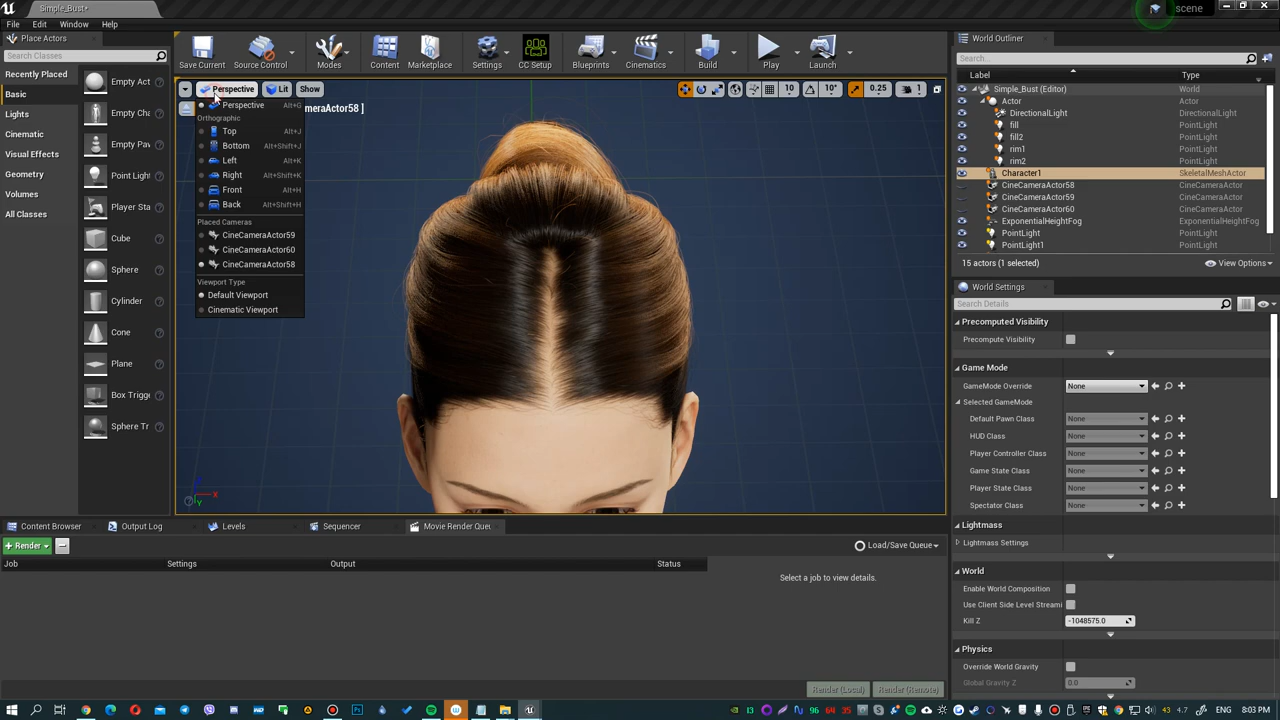 Simple_Bust*
scene
File Edit Window Help
Place Actors
Search Classes
Recently Placed
Basic
Lights
Cinematic
Visual Effects
Geometry
Volumes
All Classes
Empty Act
Empty Cha
Empty Paw
Point Light
Player Sta
Cube
Sphere
Cylinder
Cone
Plane
Box Trigge
Sphere Tr
Save Current
Source Control
Modes
Content
Marketplace
Settings
CC Setup
Blueprints
Cinematics
Build
Play
Launch
Perspective Lit Show
10 10° 0.25 1
ameraActor58 ]
Perspective Alt+G
Orthographic
Top Alt+J
Bottom Alt+Shift+J
Left Alt+K
Right Alt+Shift+K
Front Alt+H
Back Alt+Shift+H
Placed Cameras
CineCameraActor59
CineCameraActor60
CineCameraActor58
Viewport Type
Default Viewport
Cinematic Viewport
X
Y
Content Browser Output Log Levels Sequencer Movie Render Queu
Render
Load/Save Queue
Job Settings Output Status
Select a job to view details.
Render (Local) Render (Remote)
World Outliner
Search...
Label Type
Simple_Bust (Editor) World
Actor Actor
DirectionalLight DirectionalLight
fill PointLight
fill2 PointLight
rim1 PointLight
rim2 PointLight
Character1 SkeletalMeshActor
CineCameraActor58 CineCameraActor
CineCameraActor59 CineCameraActor
CineCameraActor60 CineCameraActor
ExponentialHeightFog ExponentialHeightFog
PointLight PointLight
PointLight1 PointLight
15 actors (1 selected) View Options
World Settings
Search Details
Precomputed Visibility
Precompute Visibility
Game Mode
GameMode Override None
Selected GameMode
Default Pawn Class None
HUD Class None
Player Controller Class None
Game State Class None
Player State Class None
Spectator Class None
Lightmass
Lightmass Settings
World
Enable World Composition
Use Client Side Level Streami
Kill Z -1048575.0
Physics
Override World Gravity
Global Gravity Z 0.0
96 64 35
ENG 8:03 PM